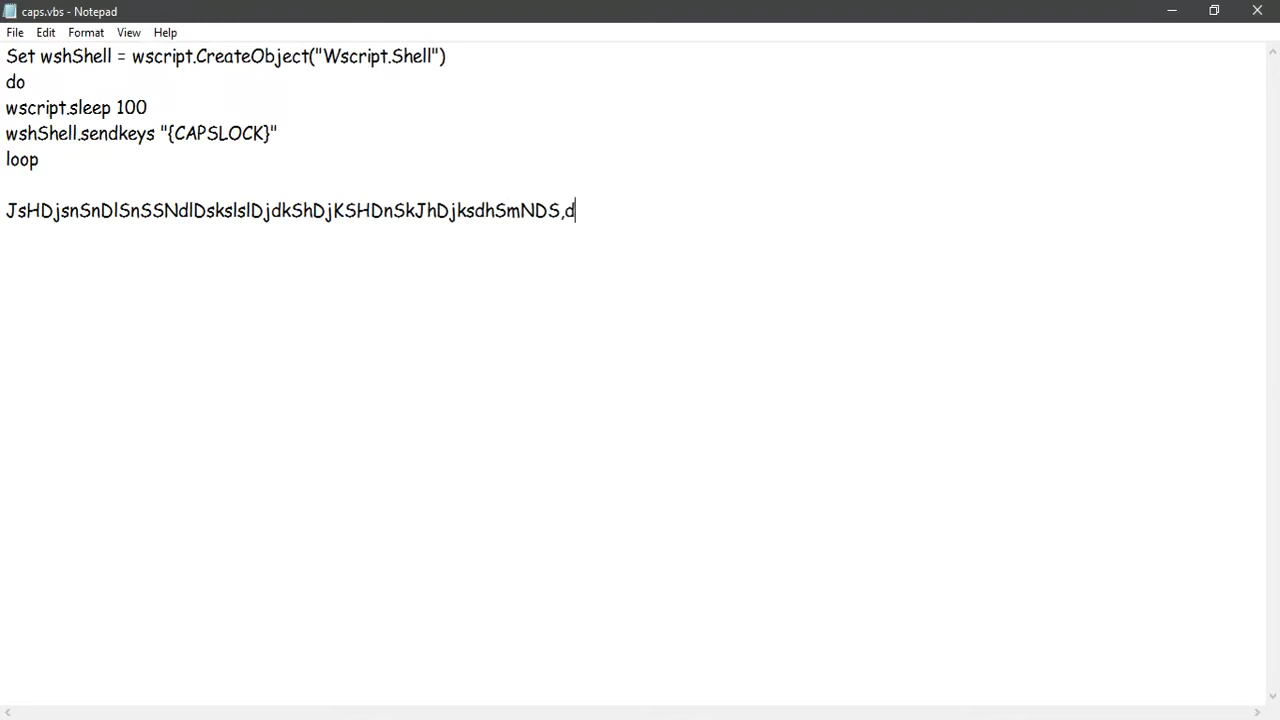 caps.vbs - Notepad
File Edit Format View Help
Set wshShell = wscript.CreateObject("Wscript.Shell")
do
wscript.sleep 100
wshShell.sendkeys "{CAPSLOCK}"
loop
JsHDjsnSnDlSnSSNdlDskslslDjdkShDjKSHDnSkJhDjksdhSmNDS,d